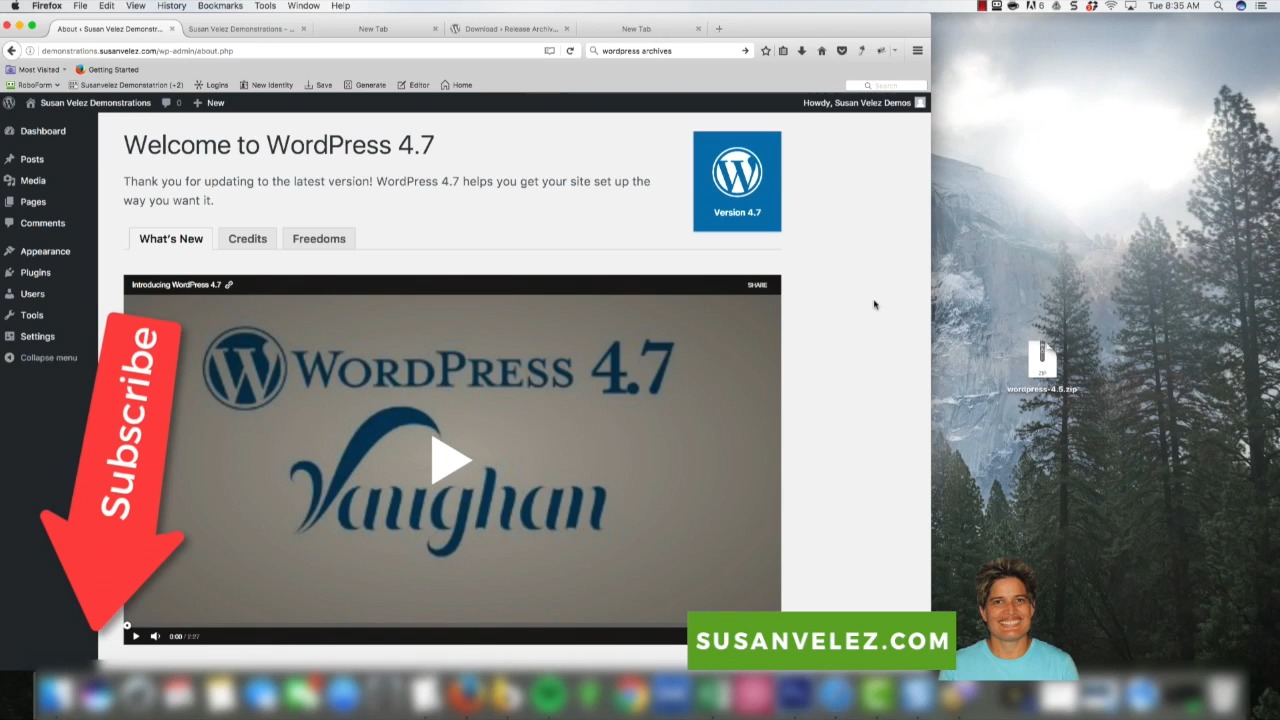 Firefox File Edit View History Bookmarks Tools Window Help
6
Tue 8:35 AM
About ‹ Susan Velez Demonstr...
Susan Velez Demonstrations - ...
New Tab
Download › Release Archiv...
New Tab
demonstrations.susanvelez.com/wp-admin/about.php
wordpress archives
Most Visited
Getting Started
RoboForm
Susanvelez Demonstatrion (+2)
Logins
New Identity
Save
Generate
Editor
Home
Search
Susan Velez Demonstrations
0
New
Howdy, Susan Velez Demos
Dashboard
Posts
Media
Pages
Comments
Appearance
Plugins
Users
Tools
Settings
Collapse menu
Welcome to WordPress 4.7
Thank you for updating to the latest version! WordPress 4.7 helps you get your site set up the
way you want it.
Version 4.7
What's New
Credits
Freedoms
Introducing WordPress 4.7
SHARE
WORDPRESS 4.7
Vaughan
0:00 / 2:27
Subscribe
ZIP
wordpress-4.5.zip
SUSANVELEZ.COM